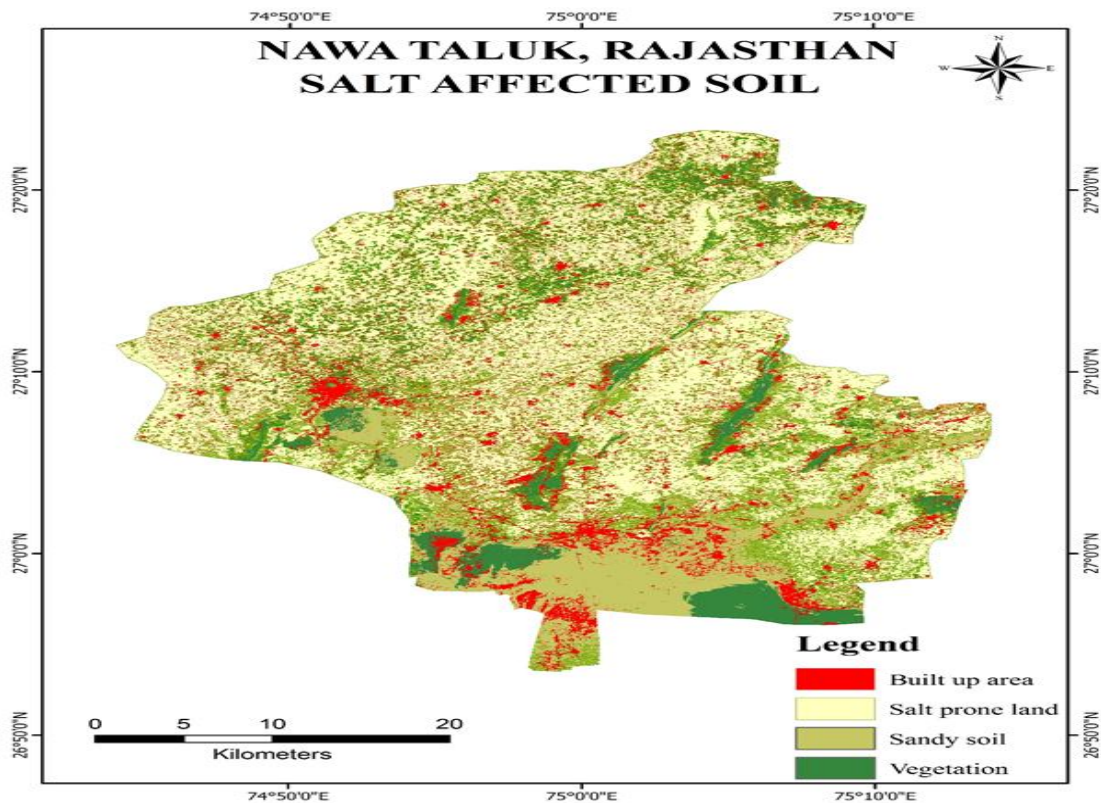 74°50'0"E 75°0'0"E 75°10'0"E
NAWA TALUK, RAJASTHAN
SALT AFFECTED SOIL
N
W E
S
27°20'0"N 27°20'0"N
27°10'0"N 27°10'0"N
27°0'0"N 27°0'0"N
26°50'0"N 26°50'0"N
Legend
Built up area
Salt prone land
Sandy soil
Vegetation
0 5 10 20
Kilometers
74°50'0"E 75°0'0"E 75°10'0"E